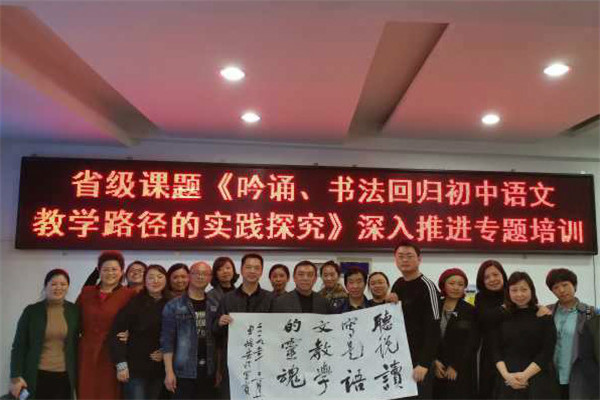 省级课题《吟诵、书法回归初中语文
教学路径的实践探究》深入推进专题培训
聽說讀
寫是語
文教學
的靈魂